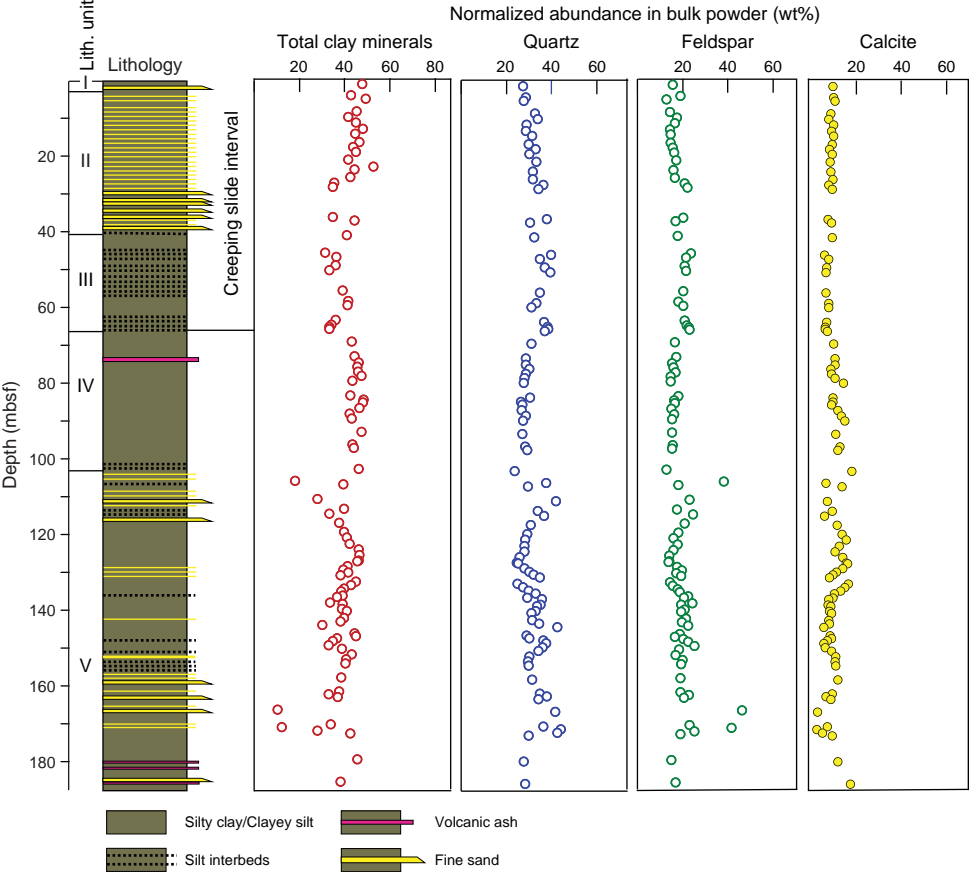 Normalized abundance in bulk powder (wt%)
Lith. unit
Lithology
Total clay minerals
Quartz
Feldspar
Calcite
20 40 60 80
20 60
20 40 60
20 40 60
I
II
III
IV
V
Creeping slide interval
Depth (mbsf)
20
40
60
80
100
120
140
160
180
Silty clay/Clayey silt
Volcanic ash
Silt interbeds
Fine sand